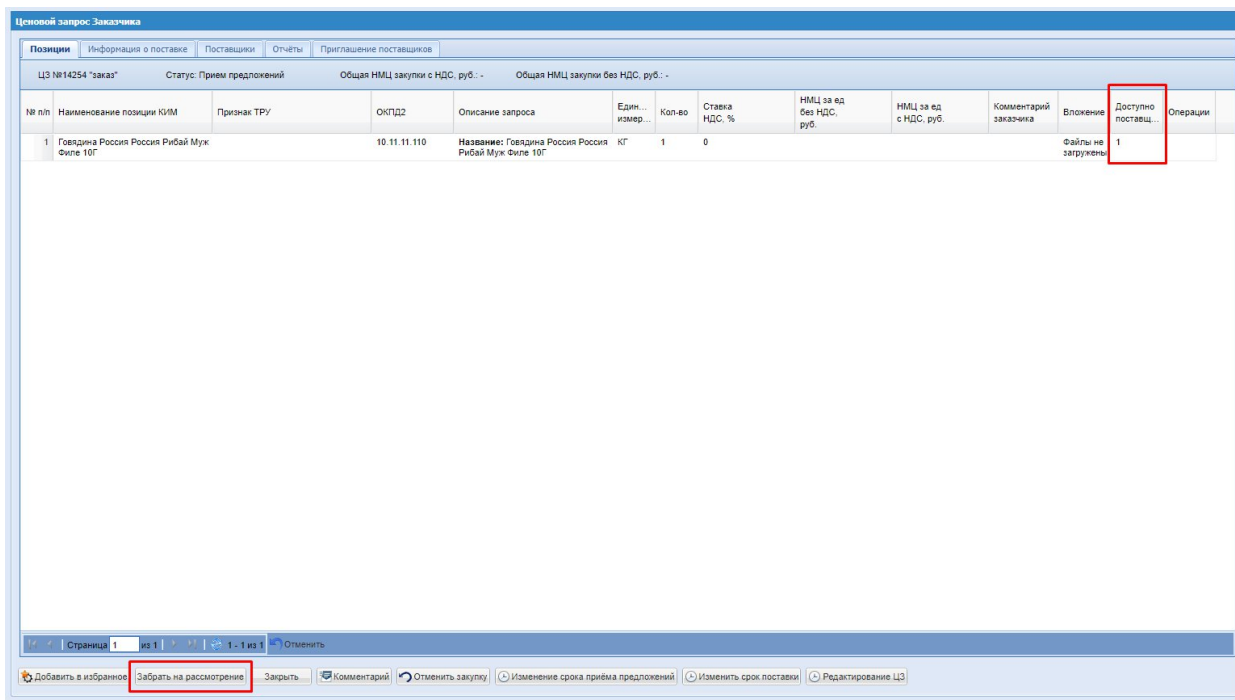 Ценовой запрос Заказчика
Позиции Информация о поставке Поставщики Отчёты Приглашение поставщиков
ЦЗ №14254 "заказ" Статус: Прием предложений Общая НМЦ закупки с НДС, руб.: - Общая НМЦ закупки без НДС, руб.: -
№ п/п Наименование позиции КИМ Признак ТРУ ОКПД2 Описание запроса Един... измер... Кол-во Ставка НДС, % НМЦ за ед без НДС, руб. НМЦ за ед с НДС, руб. Комментарий заказчика Вложение Доступно поставщ... Операции
1 Говядина Россия Россия Рибай Муж 10.11.11.110 Название: Говядина Россия Россия КГ 1 0 Файлы не 1
Филе 10Г Рибай Муж Филе 10Г загружены
Страница 1 из 1 1 - 1 из 1 Отменить
Добавить в избранное Забрать на рассмотрение Закрыть Комментарий Отменить закупку Изменение срока приёма предложений Изменить срок поставки Редактирование ЦЗ